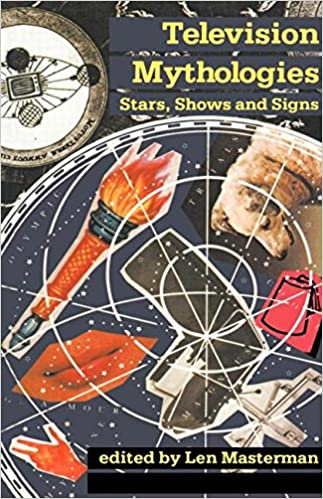 Television
Mythologies
Stars, Shows and Signs
edited by Len Masterman